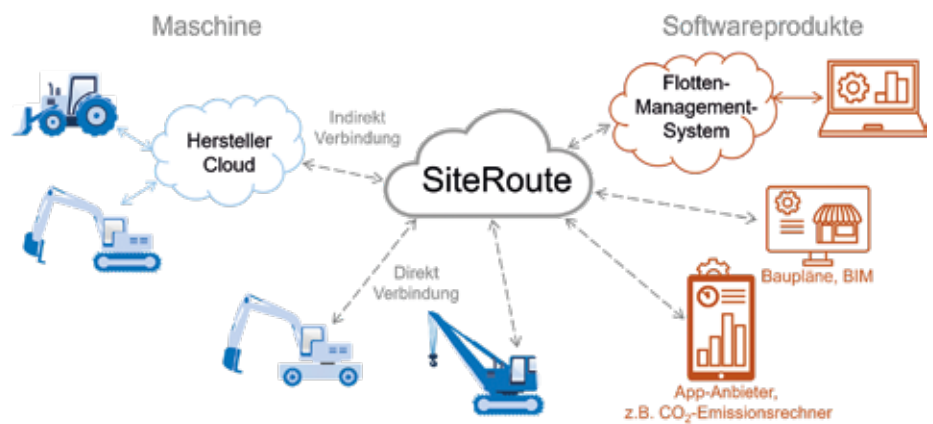 Maschine
Softwareprodukte
Flotten-
Management-
System
Indirekt
Verbindung
Hersteller
Cloud
SiteRoute
Direkt
Verbindung
Baupläne, BIM
App-Anbieter,
z.B. CO₂-Emissionsrechner